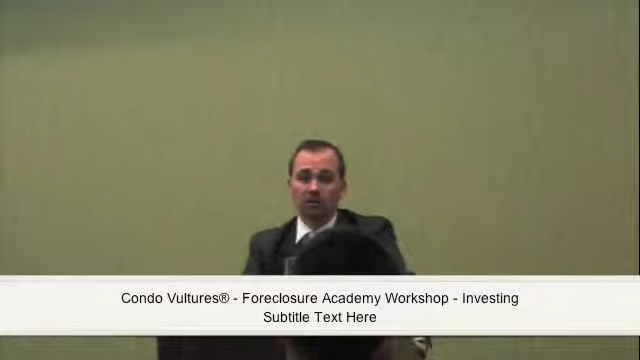 Condo Vultures® - Foreclosure Academy Workshop - Investing
Subtitle Text Here